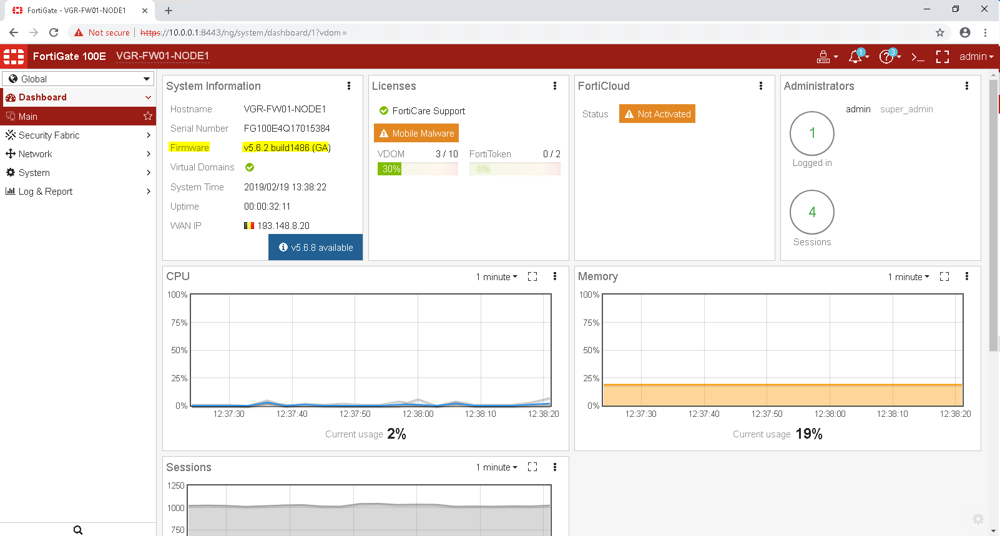 FortiGate - VGR-FW01-NODE1
Not secure https://10.0.0.1:8443/ng/system/dashboard/1?vdom=
FortiGate 100E VGR-FW01-NODE1
1
3
>_
admin
Global
Dashboard
Main
Security Fabric
Network
System
Log & Report
System Information
Hostname VGR-FW01-NODE1
Serial Number FG100E4Q17015384
Firmware v5.6.2 build1486 (GA)
Virtual Domains
System Time 2019/02/19 13:38:22
Uptime 00:00:32:11
WAN IP 193.148.8.20
v5.6.8 available
Licenses
FortiCare Support
Mobile Malware
VDOM 3 / 10 FortiToken 0 / 2
30% 0%
FortiCloud
Status Not Activated
Administrators
admin super_admin
1
Logged in
4
Sessions
CPU 1 minute
100%
75%
50%
25%
0%
12:37:30 12:37:40 12:37:50 12:38:00 12:38:10 12:38:20
Current usage 2%
Memory 1 minute
100%
75%
50%
25%
0%
12:37:30 12:37:40 12:37:50 12:38:00 12:38:10 12:38:20
Current usage 19%
Sessions 1 minute
1250
1000
750